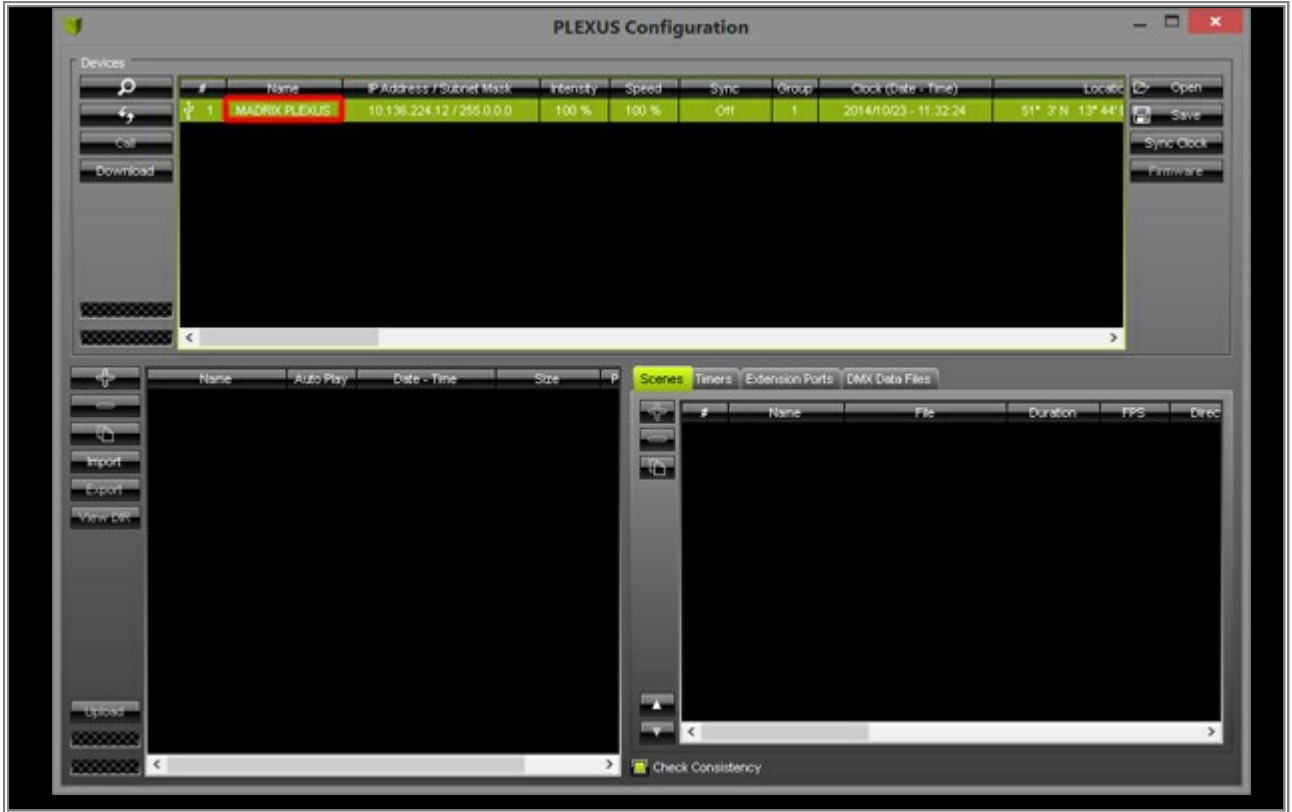 PLEXUS Configuration
Devices
# Name IP Address / Subnet Mask Intensity Speed Sync Group Clock (Date - Time) Locatic Open
1 MADRIX PLEXUS 10.136.224.12 / 255.0.0.0 100 % 100 % Off 1 2014/10/23 - 11:32:24 51° 3' N 13° 44' Save
Call Sync Clock
Download Firmware
Name Auto Play Date - Time Size P
Import
Export
View DIR
Upload
Scenes Timers Extension Ports DMX Data Files
# Name File Duration FPS Direc
Check Consistency